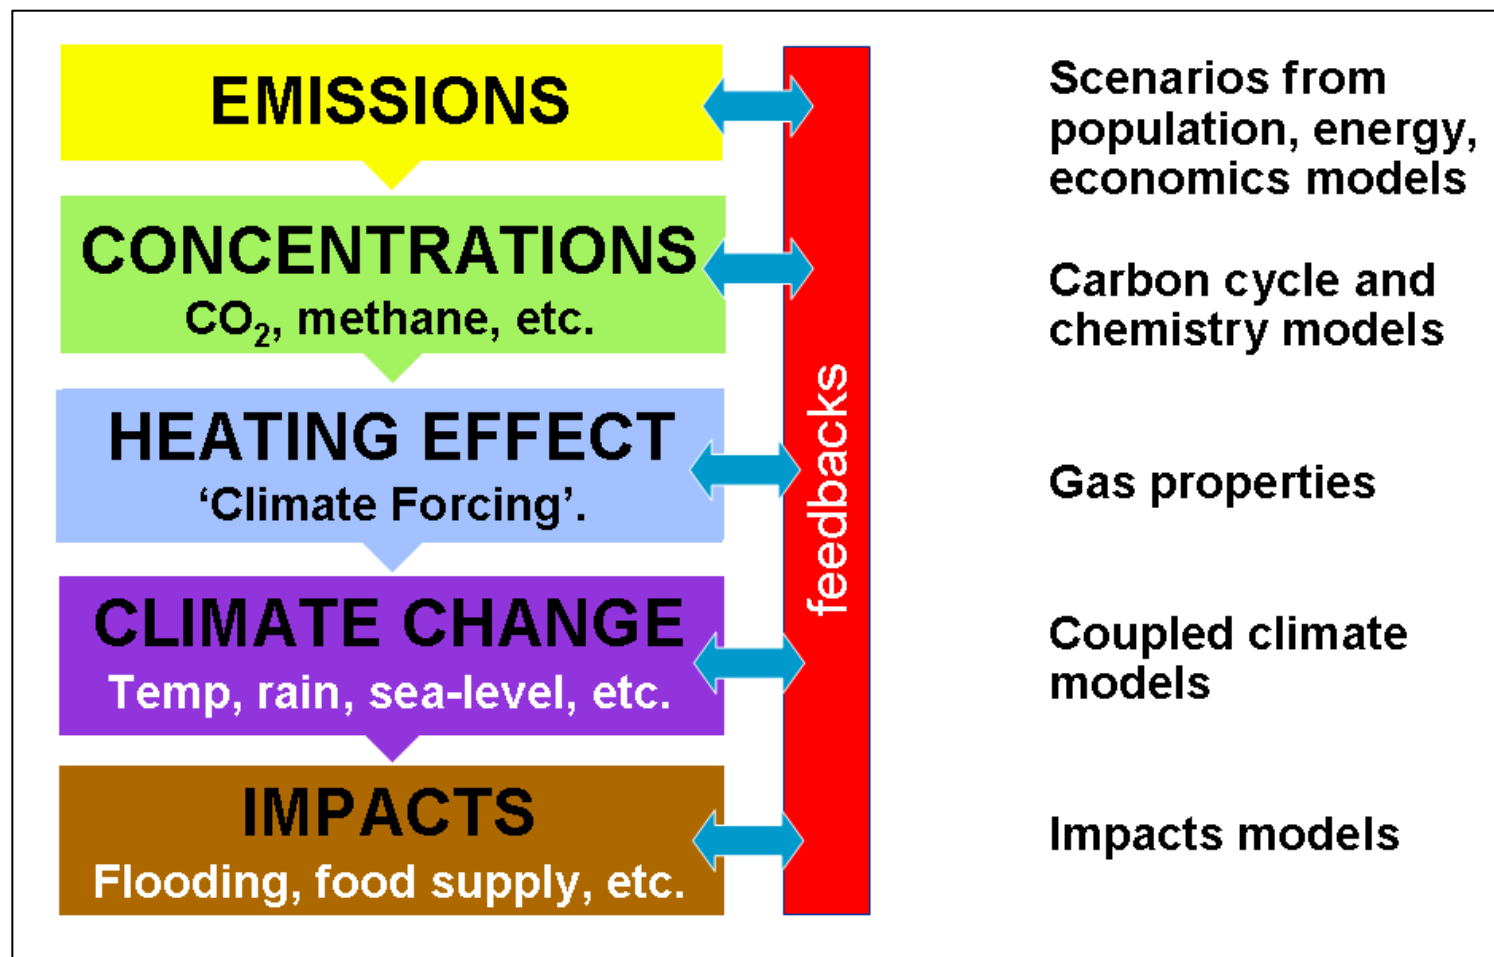 EMISSIONS
CONCENTRATIONS
CO₂, methane, etc.
HEATING EFFECT
‘Climate Forcing’.
CLIMATE CHANGE
Temp, rain, sea-level, etc.
IMPACTS
Flooding, food supply, etc.
feedbacks
Scenarios from
population, energy,
economics models
Carbon cycle and
chemistry models
Gas properties
Coupled climate
models
Impacts models